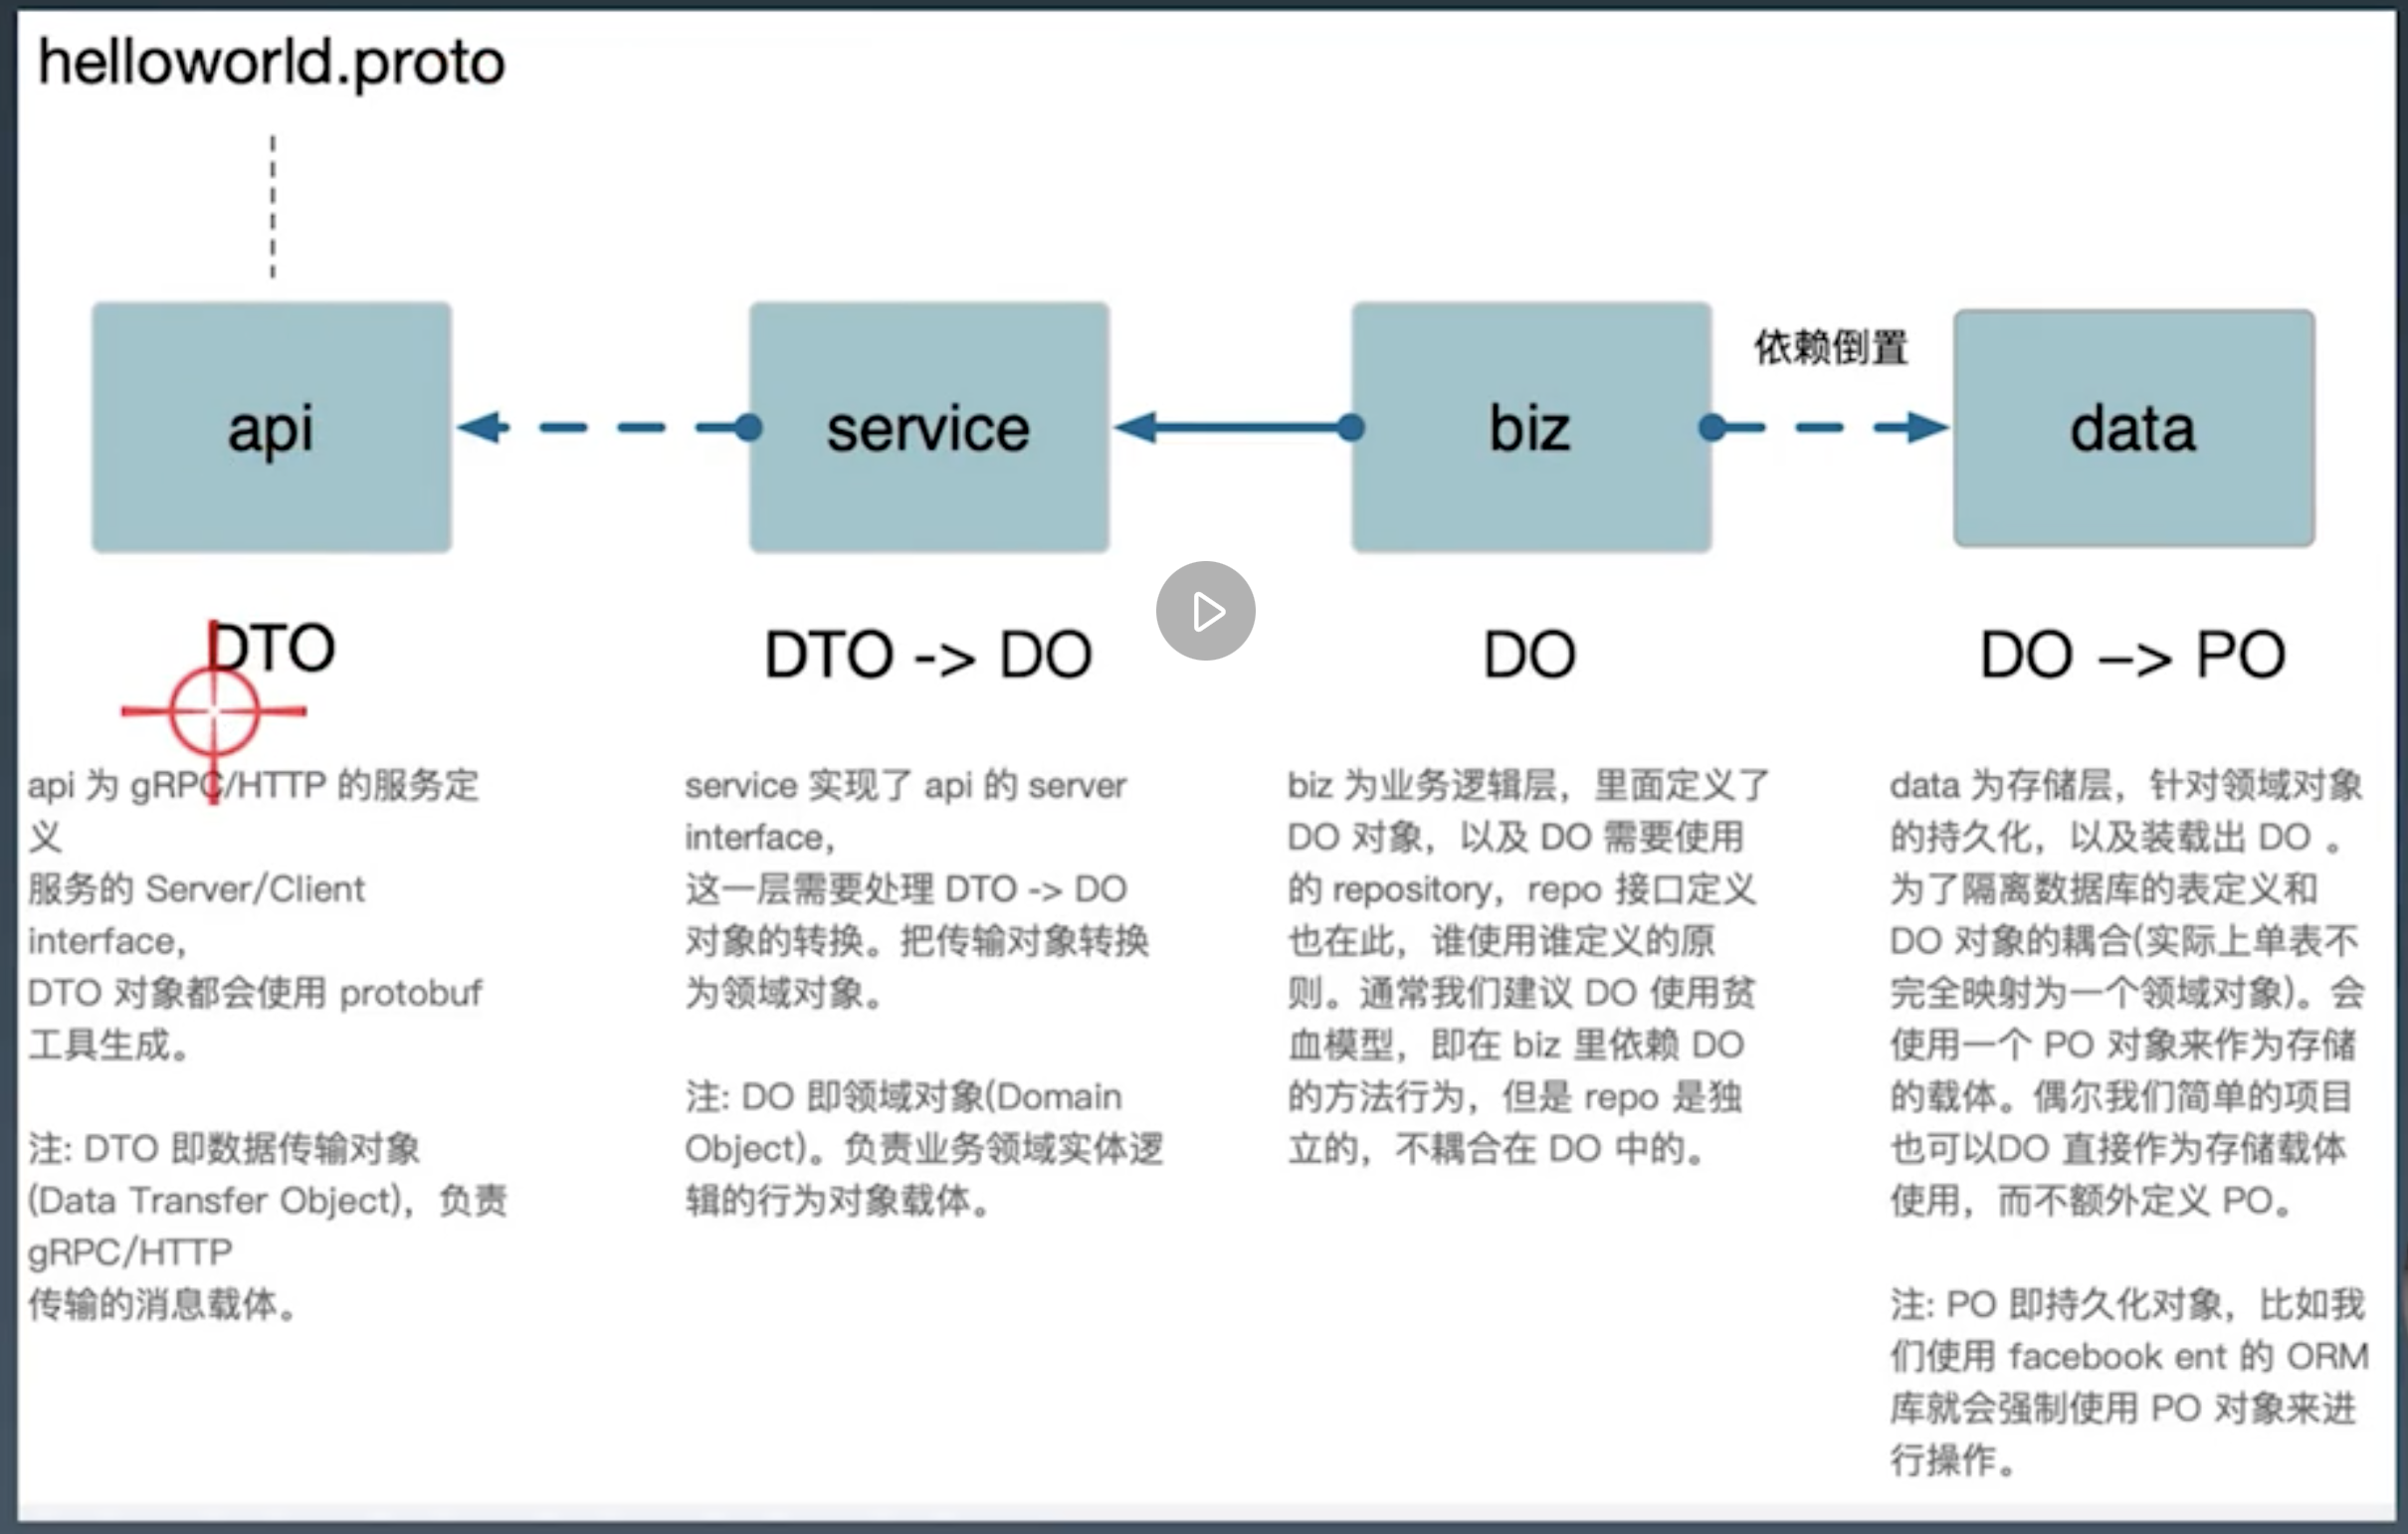 helloworld.proto
api
service
biz
依赖倒置
data
DTO
DTO -> DO
DO
DO –> PO
api 为 gRPC/HTTP 的服务定
义
服务的 Server/Client
interface,
DTO 对象都会使用 protobuf
工具生成。
注: DTO 即数据传输对象
(Data Transfer Object)，负责
gRPC/HTTP
传输的消息载体。
service 实现了 api 的 server
interface,
这一层需要处理 DTO -> DO
对象的转换。把传输对象转换
为领域对象。
注: DO 即领域对象(Domain
Object)。负责业务领域实体逻
辑的行为对象载体。
biz 为业务逻辑层，里面定义了
DO 对象，以及 DO 需要使用
的 repository，repo 接口定义
也在此，谁使用谁定义的原
则。通常我们建议 DO 使用贫
血模型，即在 biz 里依赖 DO
的方法行为，但是 repo 是独
立的，不耦合在 DO 中的。
data 为存储层，针对领域对象
的持久化，以及装载出 DO 。
为了隔离数据库的表定义和
DO 对象的耦合(实际上单表不
完全映射为一个领域对象)。会
使用一个 PO 对象来作为存储
的载体。偶尔我们简单的项目
也可以DO 直接作为存储载体
使用，而不额外定义 PO。
注: PO 即持久化对象，比如我
们使用 facebook ent 的 ORM
库就会强制使用 PO 对象来进
行操作。